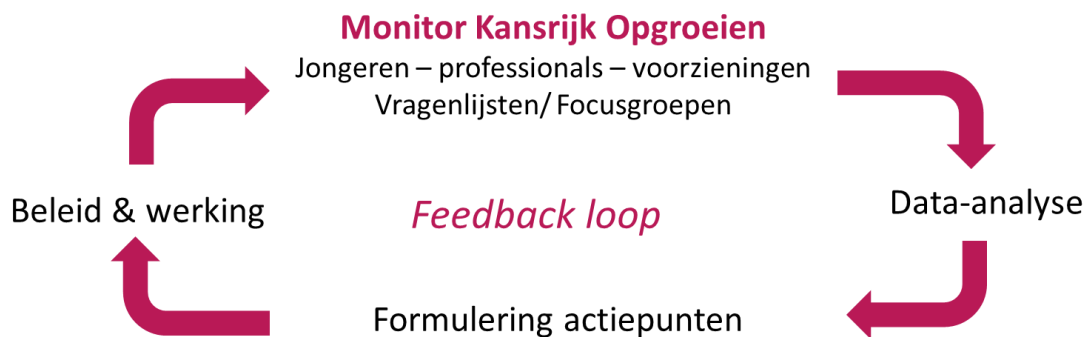 Monitor Kansrijk Opgroeien
Jongeren – professionals – voorzieningen
Vragenlijsten/ Focusgroepen
Beleid & werking
Feedback loop
Data-analyse
Formulering actiepunten